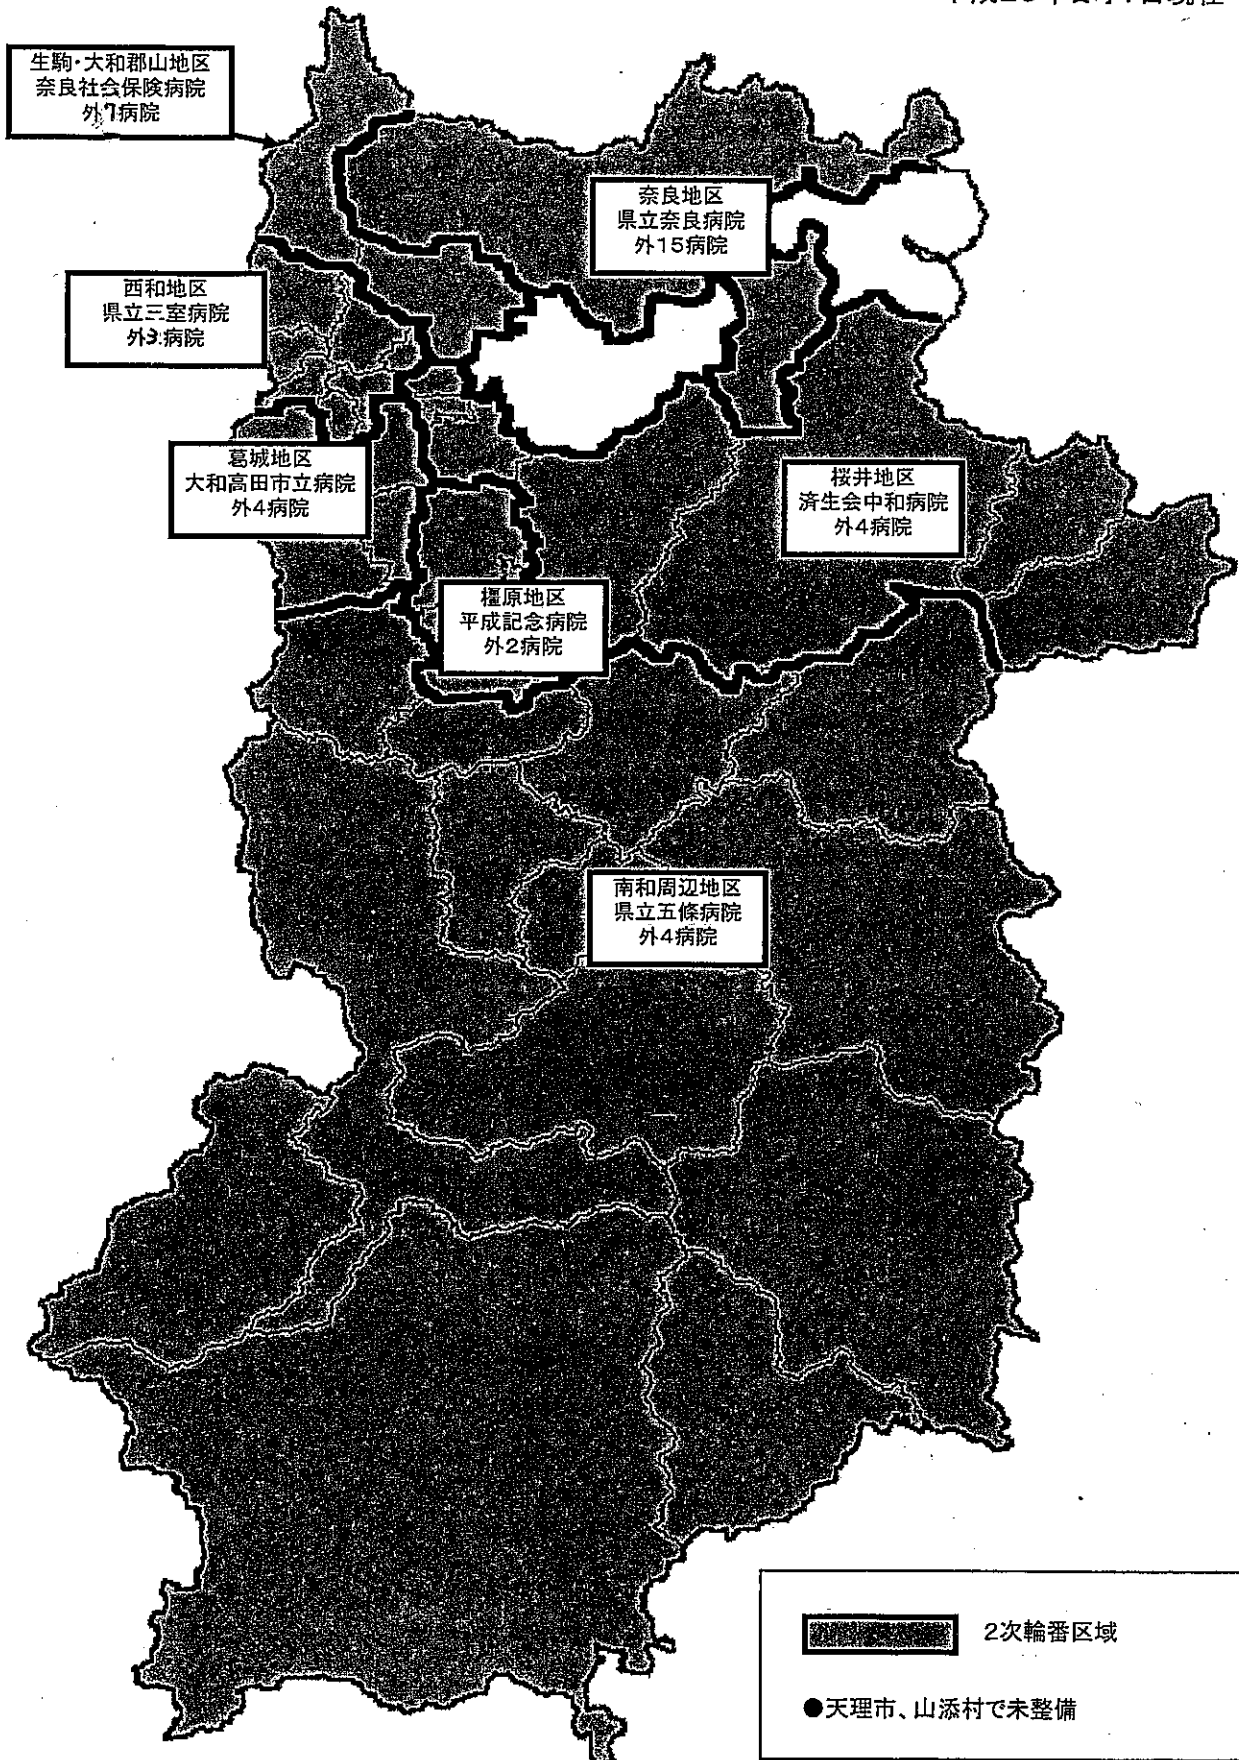 生駒・大和郡山地区
奈良社会保険病院
外7病院
奈良地区
県立奈良病院
外15病院
西和地区
県立三室病院
外3病院
葛城地区
大和高田市立病院
外4病院
桜井地区
済生会中和病院
外4病院
橿原地区
平成記念病院
外2病院
南和周辺地区
県立五條病院
外4病院
2次輪番区域
●天理市、山添村で未整備